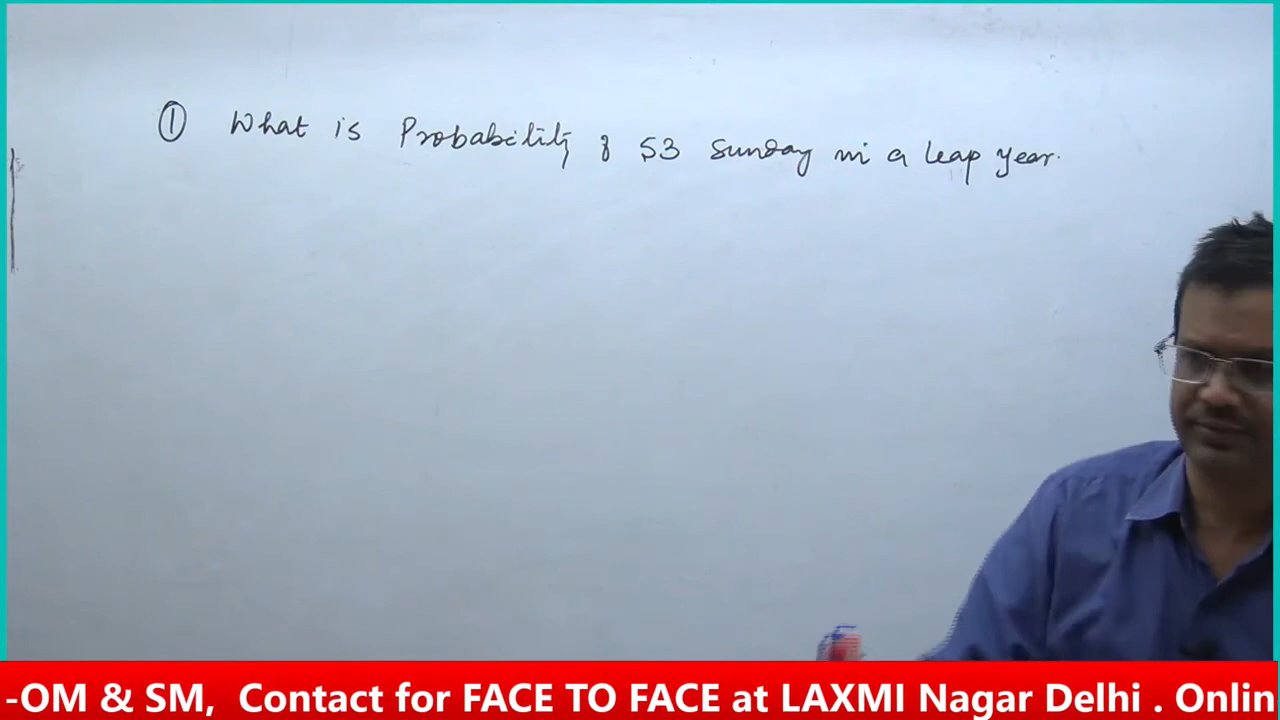 ① What is Probability of 53 Sunday in a leap year.
-OM & SM, Contact for FACE TO FACE at LAXMI Nagar Delhi . Onlin